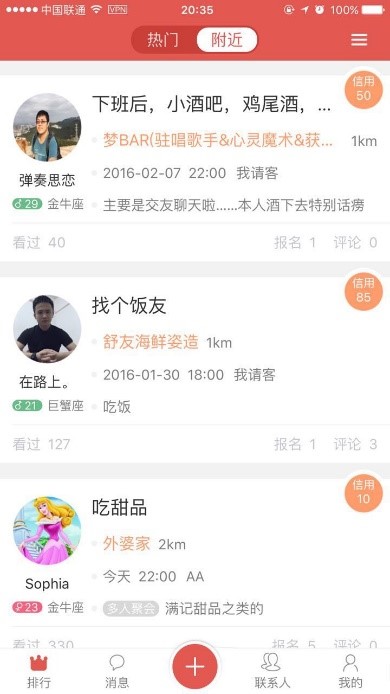 中国联通 VPN 20:35 100%
热门 附近
信用 50
下班后，小酒吧，鸡尾酒，...
梦BAR(驻唱歌手&心灵魔术&获... 1km
弹奏思恋
2016-02-07 22:00 我请客
29 金牛座
主要是交友聊天啦......本人酒下去特别话痨
看过 40 报名 1 评论 0
信用 85
找个饭友
舒友海鲜姿造 1km
在路上。
2016-01-30 18:00 我请客
21 巨蟹座
吃饭
看过 127 报名 1 评论 3
信用 10
吃甜品
外婆家 2km
Sophia
今天 22:00 AA
23 金牛座
多人聚会 满记甜品之类的
看过 330 报名 5 评论 0
排行 消息 联系人 我的